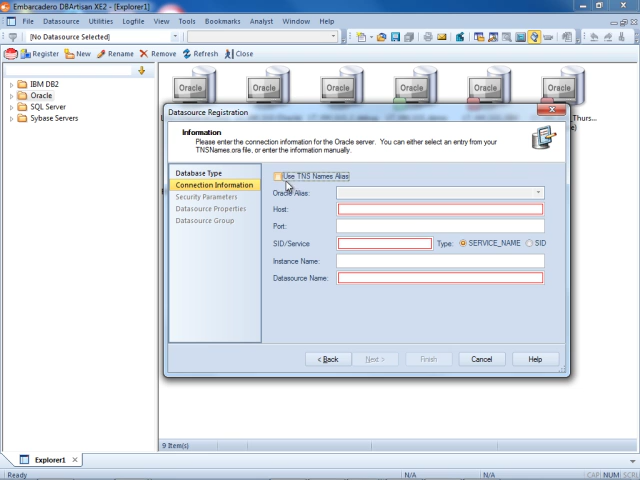 Embarcadero DBArtisan XE2 - [Explorer1]
File Datasource Utilities Logfile View Tools Bookmarks Analyst Window Help
[No Datasource Selected]
Register New Rename Remove Refresh Close
IBM DB2
Oracle
SQL Server
Sybase Servers
Oracle Oracle Oracle Oracle Oracle Oracle
Thurs...
Datasource Registration
Information
Please enter the connection information for the Oracle server. You can either select an entry from your
TNSNames.ora file, or enter the information manually.
Database Type
Connection Information
Security Parameters
Datasource Properties
Datasource Group
Use TNS Names Alias
Oracle Alias:
Host:
Port:
SID/Service Type: SERVICE_NAME SID
Instance Name:
Datasource Name:
< Back Next > Finish Cancel Help
9 Item(s)
Explorer1
Ready N/A N/A CAP NUM SCRL